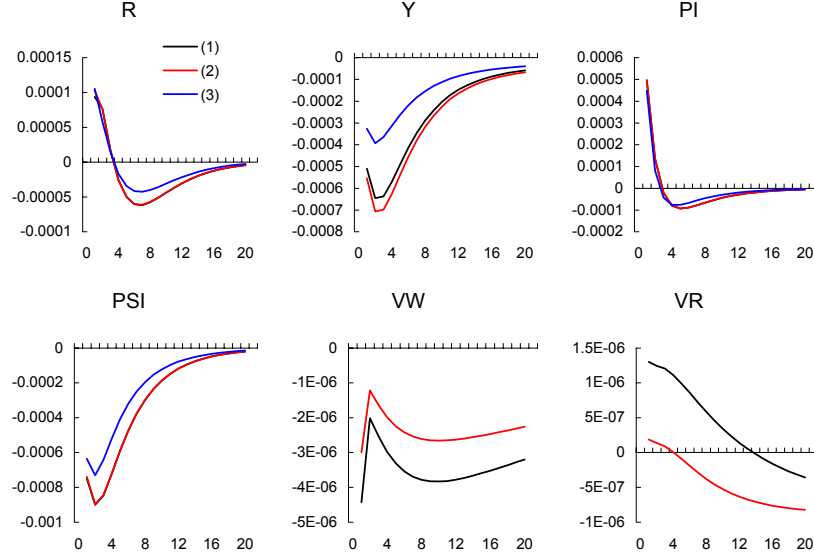 R
Y
PI
0.00015
0.0001
0.00005
0
-0.00005
-0.0001
(1)
(2)
(3)
0 4 8 12 16 20
0
-0.0001
-0.0002
-0.0003
-0.0004
-0.0005
-0.0006
-0.0007
-0.0008
0 4 8 12 16 20
0.0006
0.0005
0.0004
0.0003
0.0002
0.0001
0
-0.0001
-0.0002
0 4 8 12 16 20
PSI
VW
VR
0
-0.0002
-0.0004
-0.0006
-0.0008
-0.001
0 4 8 12 16 20
0
-1E-06
-2E-06
-3E-06
-4E-06
-5E-06
0 4 8 12 16 20
1.5E-06
1E-06
5E-07
0
-5E-07
-1E-06
0 4 8 12 16 20